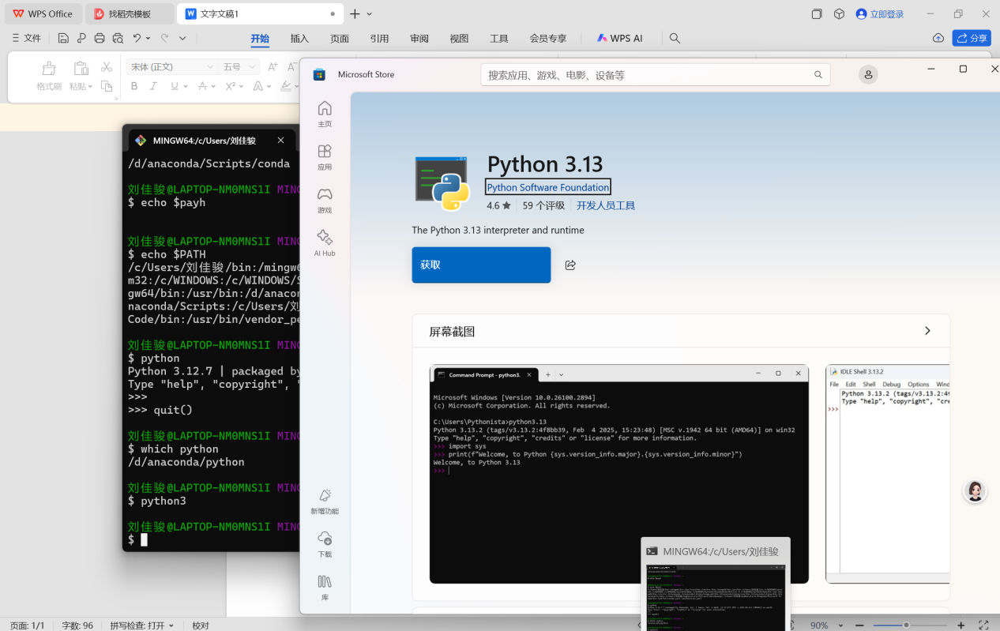 WPS Office
找稻壳模板
文字文稿1
立即登录
文件
开始
插入
页面
引用
审阅
视图
工具
会员专享
WPS AI
分享
格式刷
粘贴
宋体 (正文)
五号
Microsoft Store
搜索应用、游戏、电影、设备等
主页
应用
游戏
AI Hub
新增功能
下载
库
Python 3.13
Python Software Foundation
4.6 ★
59 个评级
开发人员工具
The Python 3.13 interpreter and runtime
获取
屏幕截图
Command Prompt - python3.
Microsoft Windows [Version 10.0.26100.2894]
(c) Microsoft Corporation. All rights reserved.
C:\Users\Pythonista>python3.13
Python 3.13.2 (tags/v3.13.2:4f8bb39, Feb  4 2025, 15:23:48) [MSC v.1942 64 bit (AMD64)] on win32
Type "help", "copyright", "credits" or "license" for more information.
>>> import sys
>>> print(f"Welcome, to Python {sys.version_info.major}.{sys.version_info.minor}")
Welcome, to Python 3.13
>>>
IDLE Shell 3.13.2
File Edit Shell Debug Options Wind
Python 3.13.2 (tags/v3.13.2:4f
Type "help", "copyright", "cre
>>>
MINGW64:/c/Users/刘佳骏
/d/anaconda/Scripts/conda
刘佳骏@LAPTOP-NM0MNS1I MING
$ echo $payh
刘佳骏@LAPTOP-NM0MNS1I MING
$ echo $PATH
/c/Users/刘佳骏/bin:/mingw6
m32:/c/WINDOWS:/c/WINDOWS/S
gw64/bin:/usr/bin:/d/anacon
naconda/Scripts:/c/Users/刘
Code/bin:/usr/bin/vendor_pe
刘佳骏@LAPTOP-NM0MNS1I MING
$ python
Python 3.12.7 | packaged by
Type "help", "copyright", "
>>>
>>> quit()
刘佳骏@LAPTOP-NM0MNS1I MING
$ which python
/d/anaconda/python
刘佳骏@LAPTOP-NM0MNS1I MING
$ python3
刘佳骏@LAPTOP-NM0MNS1I MING
$
MINGW64:/c/Users/刘佳骏
页面: 1/1
字数: 96
拼写检查: 打开
校对
90%